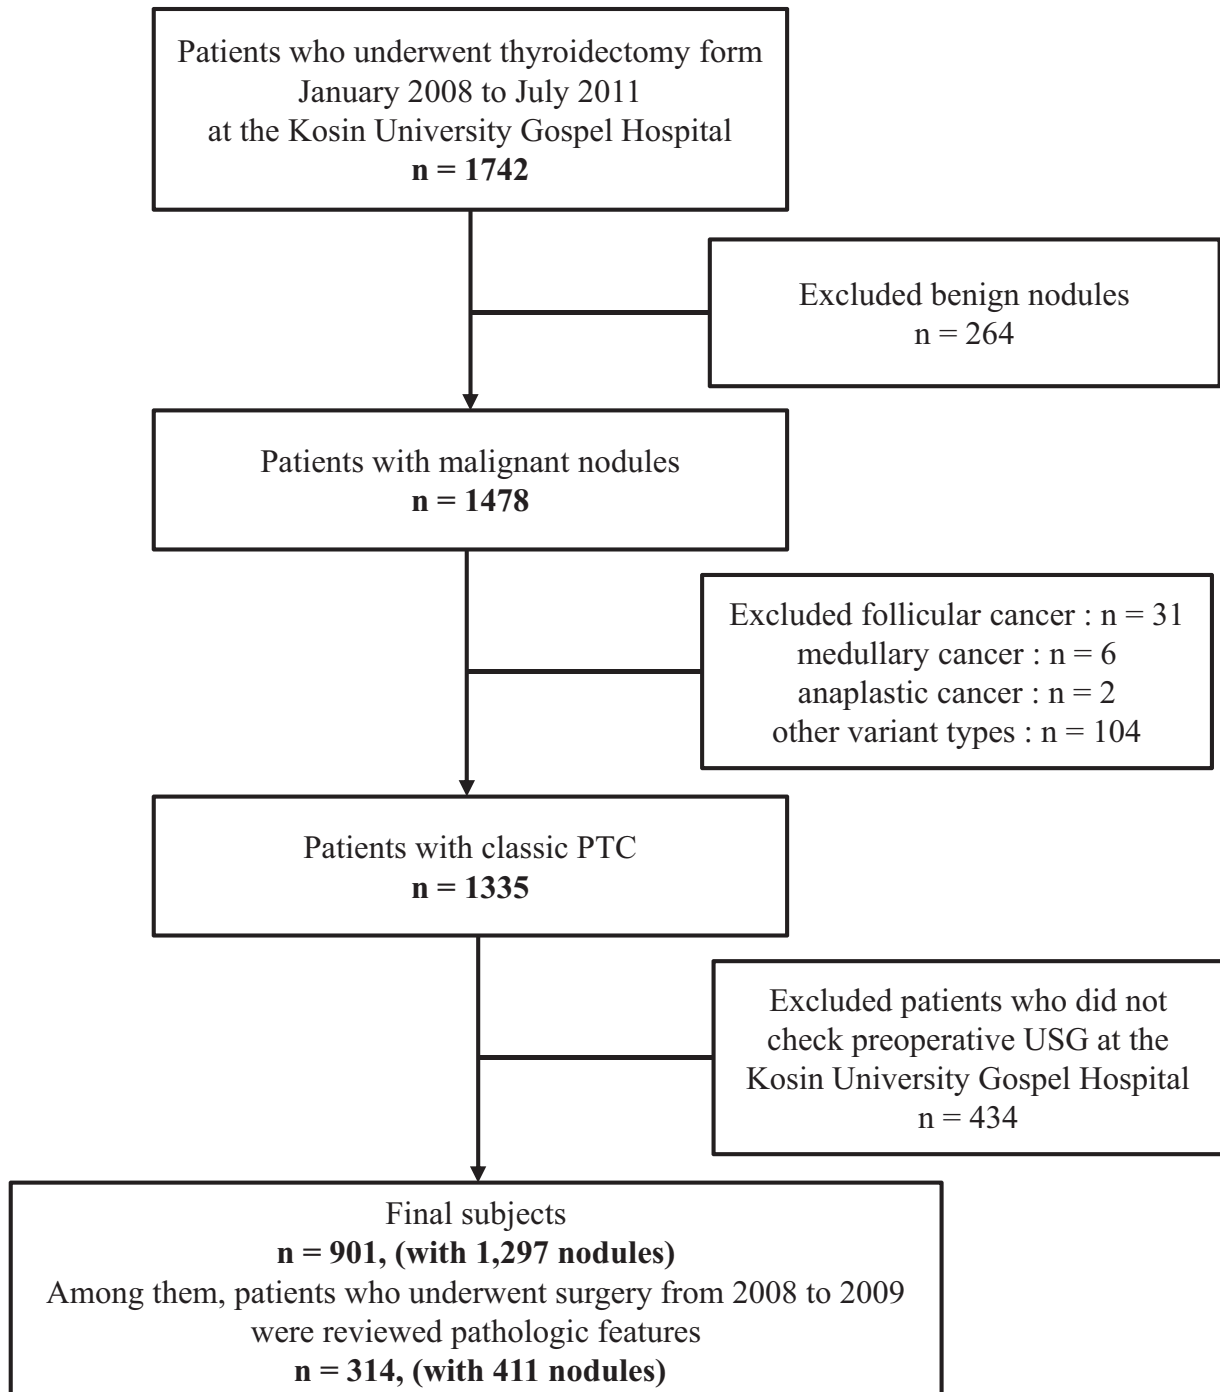 Patients who underwent thyroidectomy form
January 2008 to July 2011
at the Kosin University Gospel Hospital
n = 1742
Excluded benign nodules
n = 264
Patients with malignant nodules
n = 1478
Excluded follicular cancer : n = 31
medullary cancer : n = 6
anaplastic cancer : n = 2
other variant types : n = 104
Patients with classic PTC
n = 1335
Excluded patients who did not
check preoperative USG at the
Kosin University Gospel Hospital
n = 434
Final subjects
n = 901, (with 1,297 nodules)
Among them, patients who underwent surgery from 2008 to 2009
were reviewed pathologic features
n = 314, (with 411 nodules)